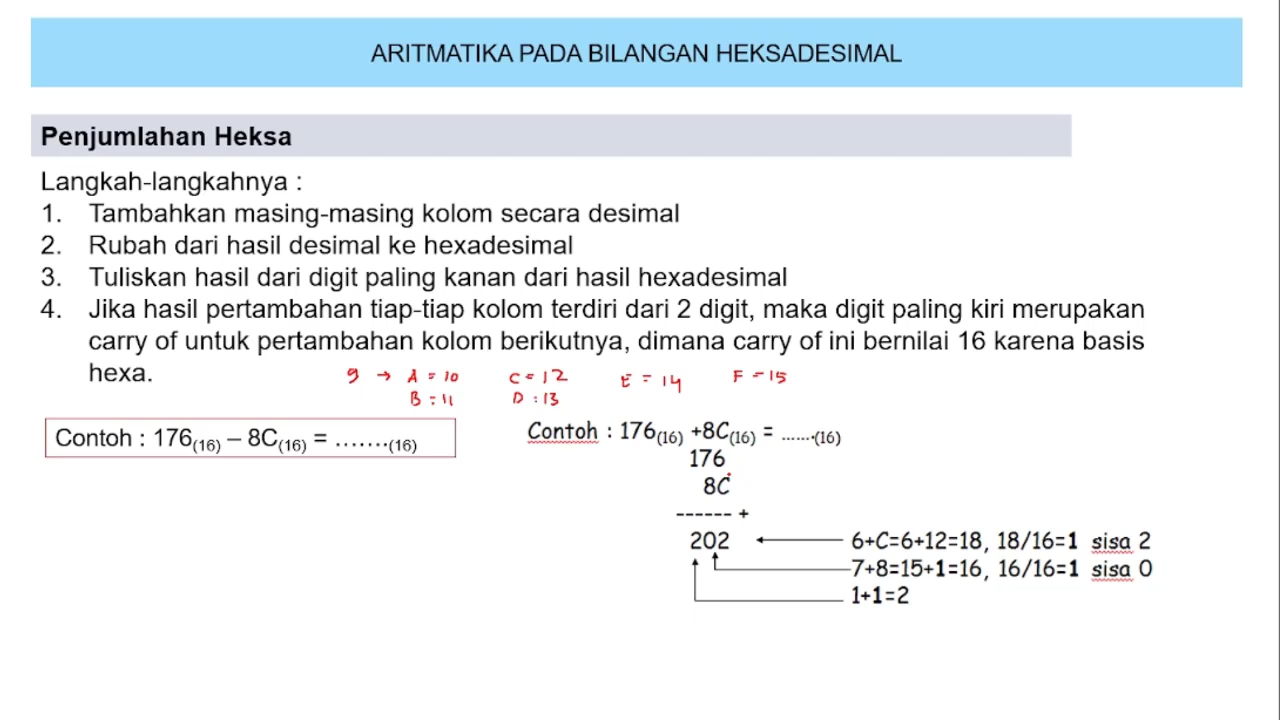 ARITMATIKA PADA BILANGAN HEKSADESIMAL
Penjumlahan Heksa
Langkah-langkahnya :
1. Tambahkan masing-masing kolom secara desimal
2. Rubah dari hasil desimal ke hexadesimal
3. Tuliskan hasil dari digit paling kanan dari hasil hexadesimal
4. Jika hasil pertambahan tiap-tiap kolom terdiri dari 2 digit, maka digit paling kiri merupakan
carry of untuk pertambahan kolom berikutnya, dimana carry of ini bernilai 16 karena basis
hexa.
9 → A = 10 C = 12 E = 14 F = 15
B : 11 D : 13
Contoh : 176(16) – 8C(16) = …….(16)
Contoh : 176(16) +8C(16) = .......(16)
176
8C
------ +
202
6+C=6+12=18, 18/16=1 sisa 2
7+8=15+1=16, 16/16=1 sisa 0
1+1=2